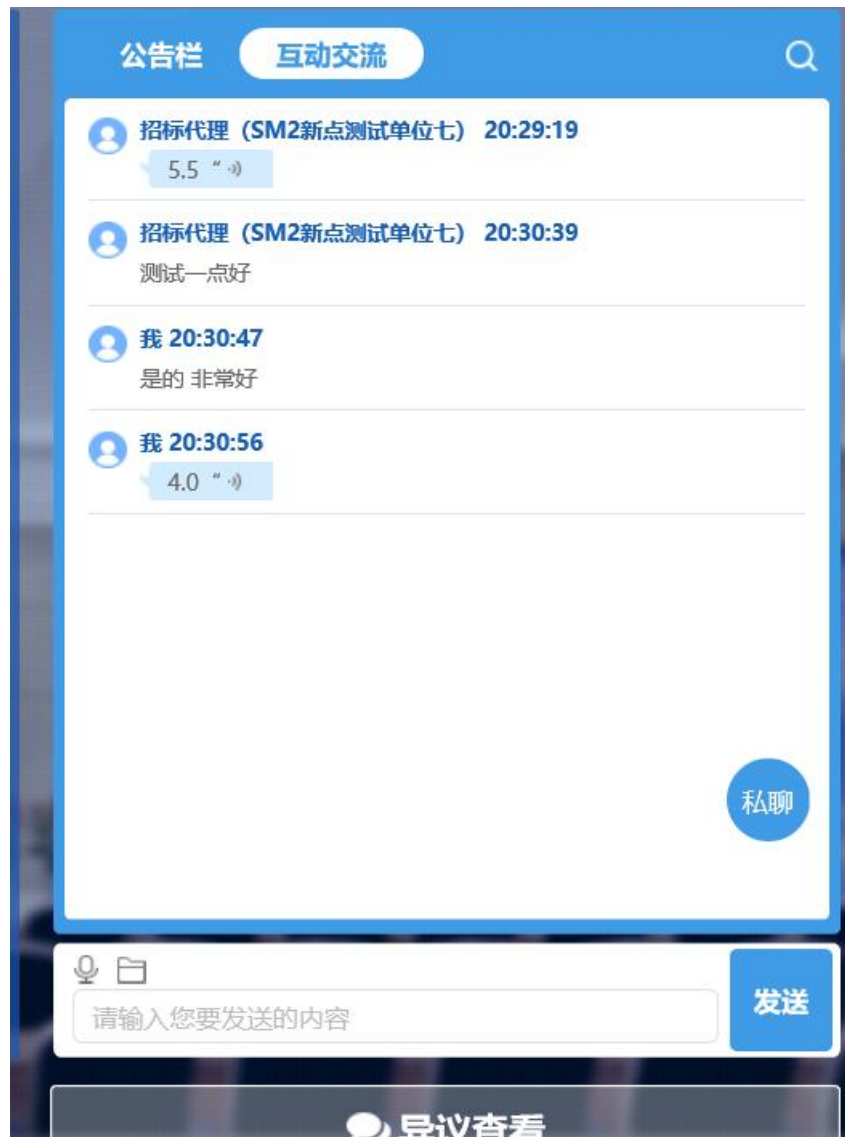 公告栏 互动交流
招标代理（SM2新点测试单位七） 20:29:19
5.5 "
招标代理（SM2新点测试单位七） 20:30:39
测试一点好
我 20:30:47
是的 非常好
我 20:30:56
4.0 "
私聊
请输入您要发送的内容
发送
异议查看